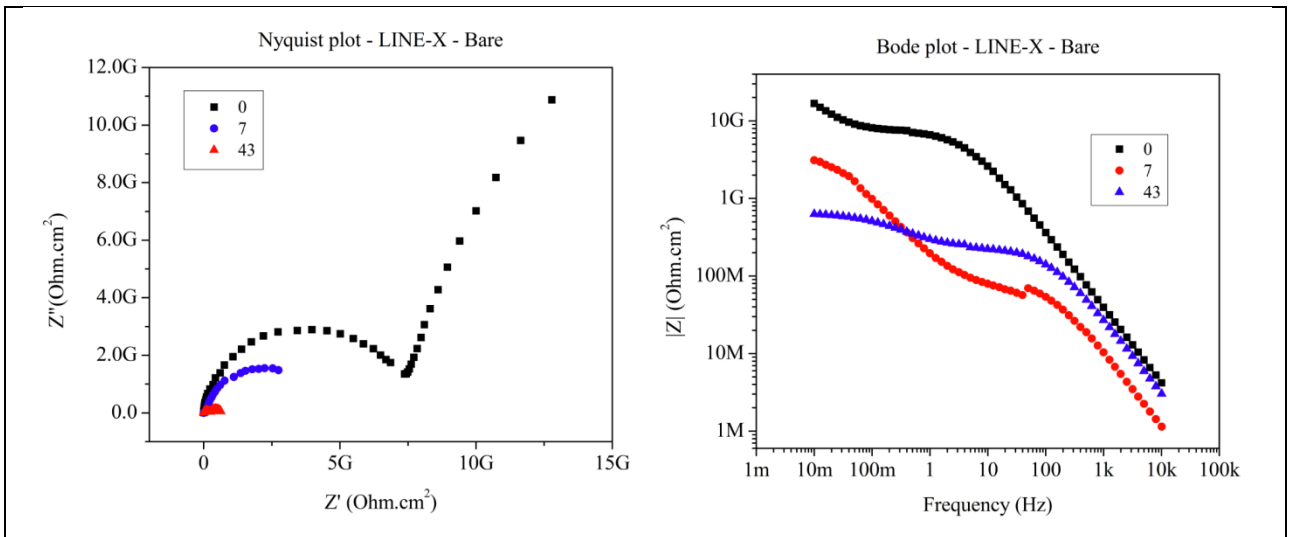 Nyquist plot - LINE-X - Bare
12.0G
10.0G
8.0G
6.0G
4.0G
2.0G
0.0
Z''(Ohm.cm²)
0
7
43
0
5G
10G
15G
Z' (Ohm.cm²)
Bode plot - LINE-X - Bare
10G
1G
100M
10M
1M
|Z| (Ohm.cm²)
0
7
43
1m
10m
100m
1
10
100
1k
10k
100k
Frequency (Hz)